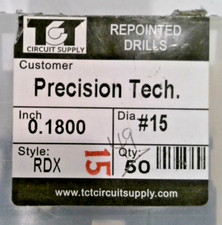 TCT
CIRCUIT SUPPLY
REPOINTED
DRILLS -
Customer
Precision Tech.
Inch
0.1800
Dia
#15
Style:
RDX
15
Qty
50
49
www.tctcircuitsupply.com